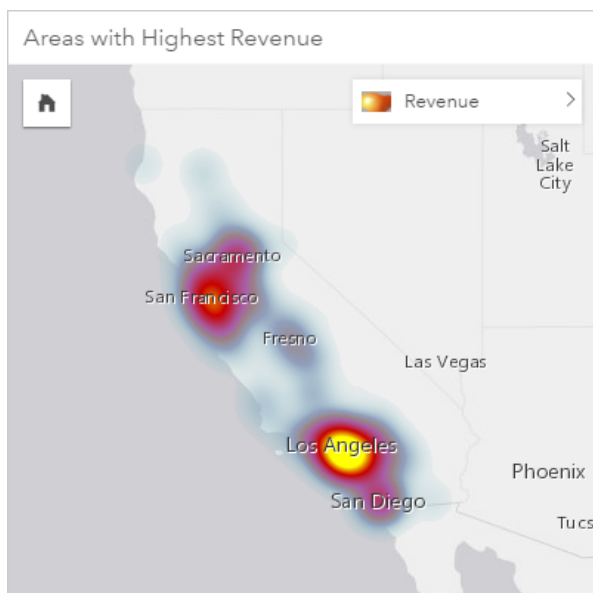 Areas with Highest Revenue
Revenue
Salt
Lake
City
Sacramento
San Francisco
Fresno
Las Vegas
Los Angeles
Phoenix
San Diego
Tucs